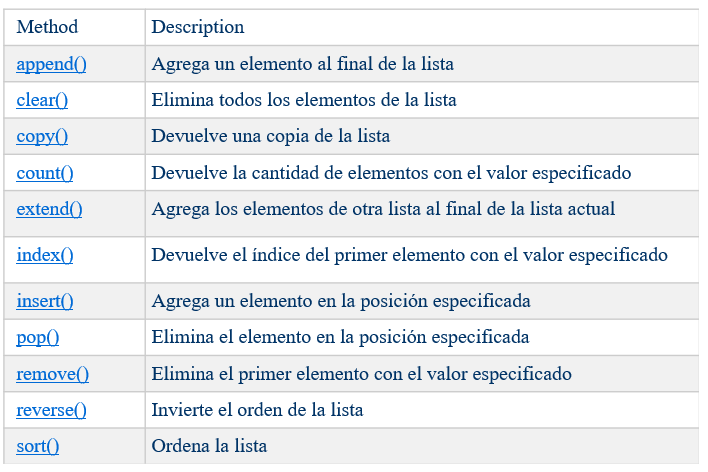 Method Description
append() Agrega un elemento al final de la lista
clear() Elimina todos los elementos de la lista
copy() Devuelve una copia de la lista
count() Devuelve la cantidad de elementos con el valor especificado
extend() Agrega los elementos de otra lista al final de la lista actual
index() Devuelve el índice del primer elemento con el valor especificado
insert() Agrega un elemento en la posición especificada
pop() Elimina el elemento en la posición especificada
remove() Elimina el primer elemento con el valor especificado
reverse() Invierte el orden de la lista
sort() Ordena la lista